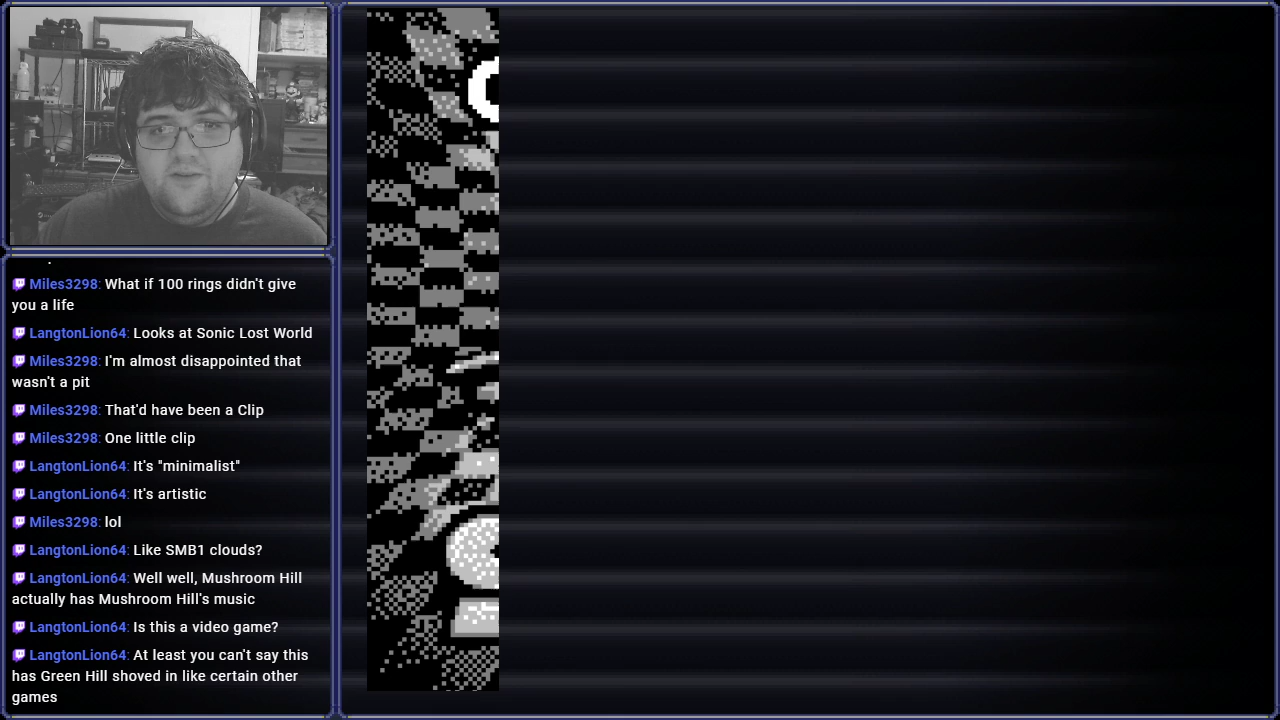 Miles3298: What if 100 rings didn't give
you a life
LangtonLion64: Looks at Sonic Lost World
Miles3298: I'm almost disappointed that
wasn't a pit
Miles3298: That'd have been a Clip
Miles3298: One little clip
LangtonLion64: It's "minimalist"
LangtonLion64: It's artistic
Miles3298: lol
LangtonLion64: Like SMB1 clouds?
LangtonLion64: Well well, Mushroom Hill
actually has Mushroom Hill's music
LangtonLion64: Is this a video game?
LangtonLion64: At least you can't say this
has Green Hill shoved in like certain other
games